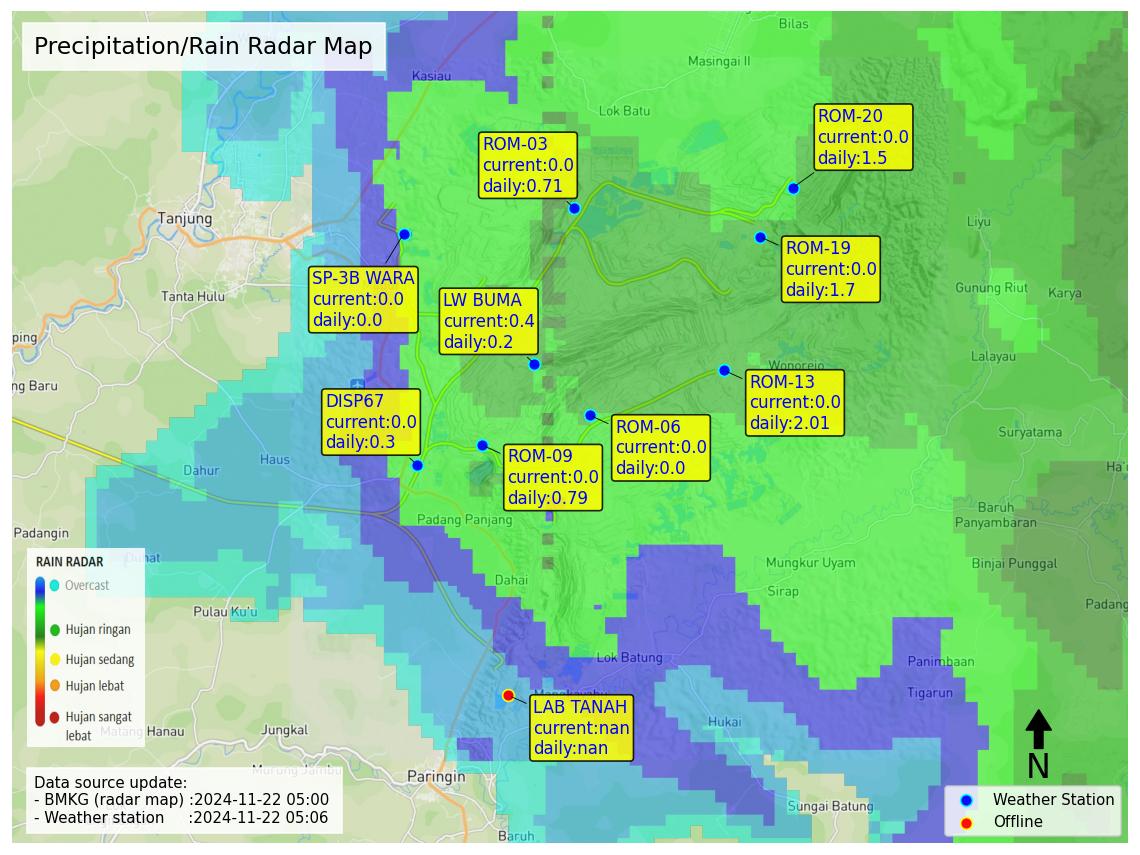 Precipitation/Rain Radar Map
Bilas
Masingai II
Kasiau
Lok Batu
ROM-20
current:0.0
daily:1.5
ROM-03
current:0.0
daily:0.71
Tanjung
Liyu
ROM-19
current:0.0
daily:1.7
SP-3B WARA
current:0.0
daily:0.0
Tanta Hulu
LW BUMA
current:0.4
daily:0.2
Gunung Riut
Karya
ping
Lalayau
Wonorejo
ng Baru
ROM-13
current:0.0
daily:2.01
DISP67
current:0.0
daily:0.3
ROM-06
current:0.0
daily:0.0
Suryatama
Haus
Dahur
ROM-09
current:0.0
daily:0.79
Ha'
Padang Panjang
Baruh
Panyambaran
Padangin
Mungkur Uyam
Binjai Punggal
Dahai
Sirap
Padang
RAIN RADAR
Overcast
Hujan ringan
Hujan sedang
Hujan lebat
Hujan sangat
lebat
Pulau Ku'u
Lok Batung
Panimbaan
Tigarun
LAB TANAH
current:nan
daily:nan
Hukai
Matang Hanau
Jungkal
Murung Jambu
Paringin
N
Data source update:
- BMKG (radar map) :2024-11-22 05:00
- Weather station :2024-11-22 05:06
Sungai Batung
Baruh
Weather Station
Offline